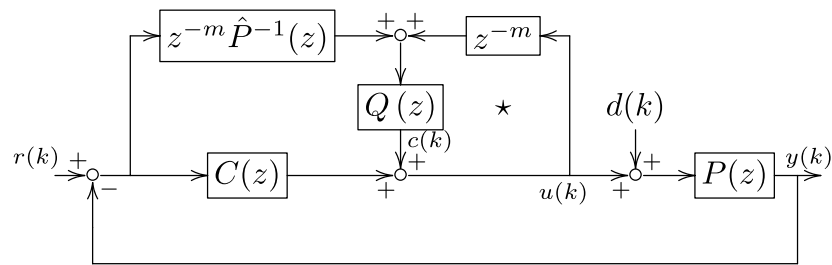 z^{-m}\hat{P}^{-1}(z)
+ +
z^{-m}
Q (z)
⋆
d(k)
c(k)
r(k) + −
C(z)
+ +
u(k)
+ +
P(z)
y(k)